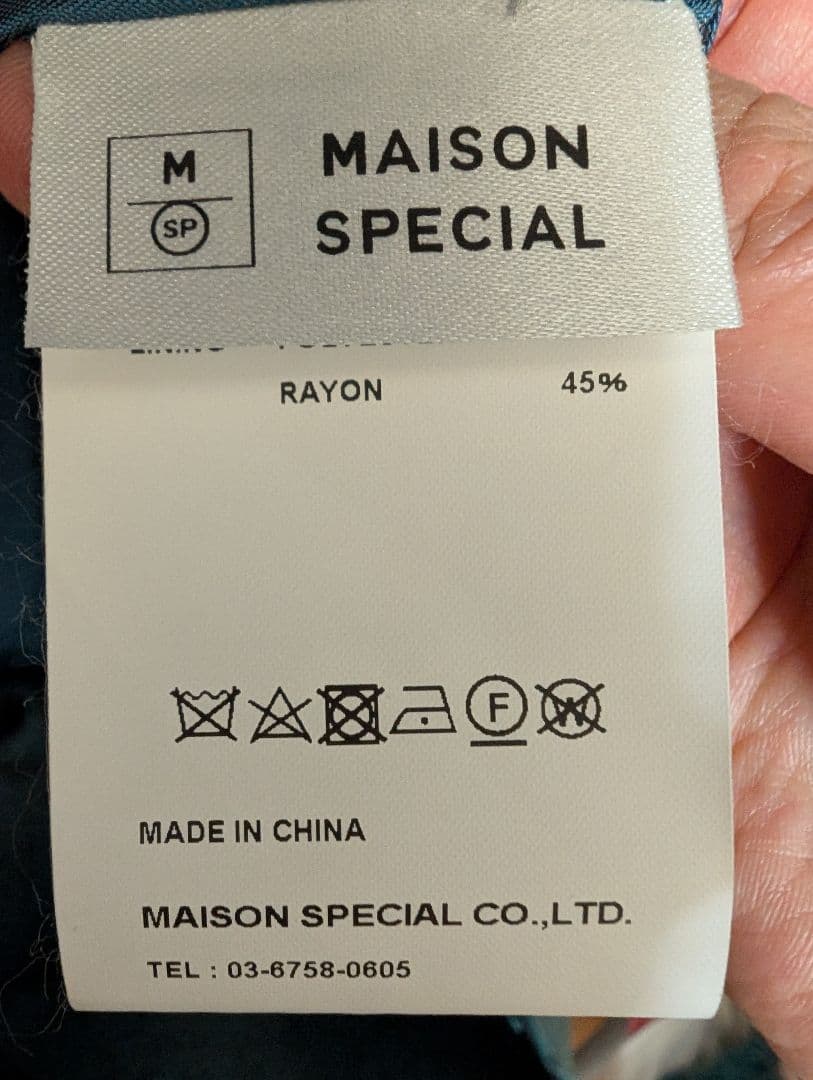 M
SP
MAISON
SPECIAL
RAYON 45%
F
W
MADE IN CHINA
MAISON SPECIAL CO.,LTD.
TEL : 03-6758-0605